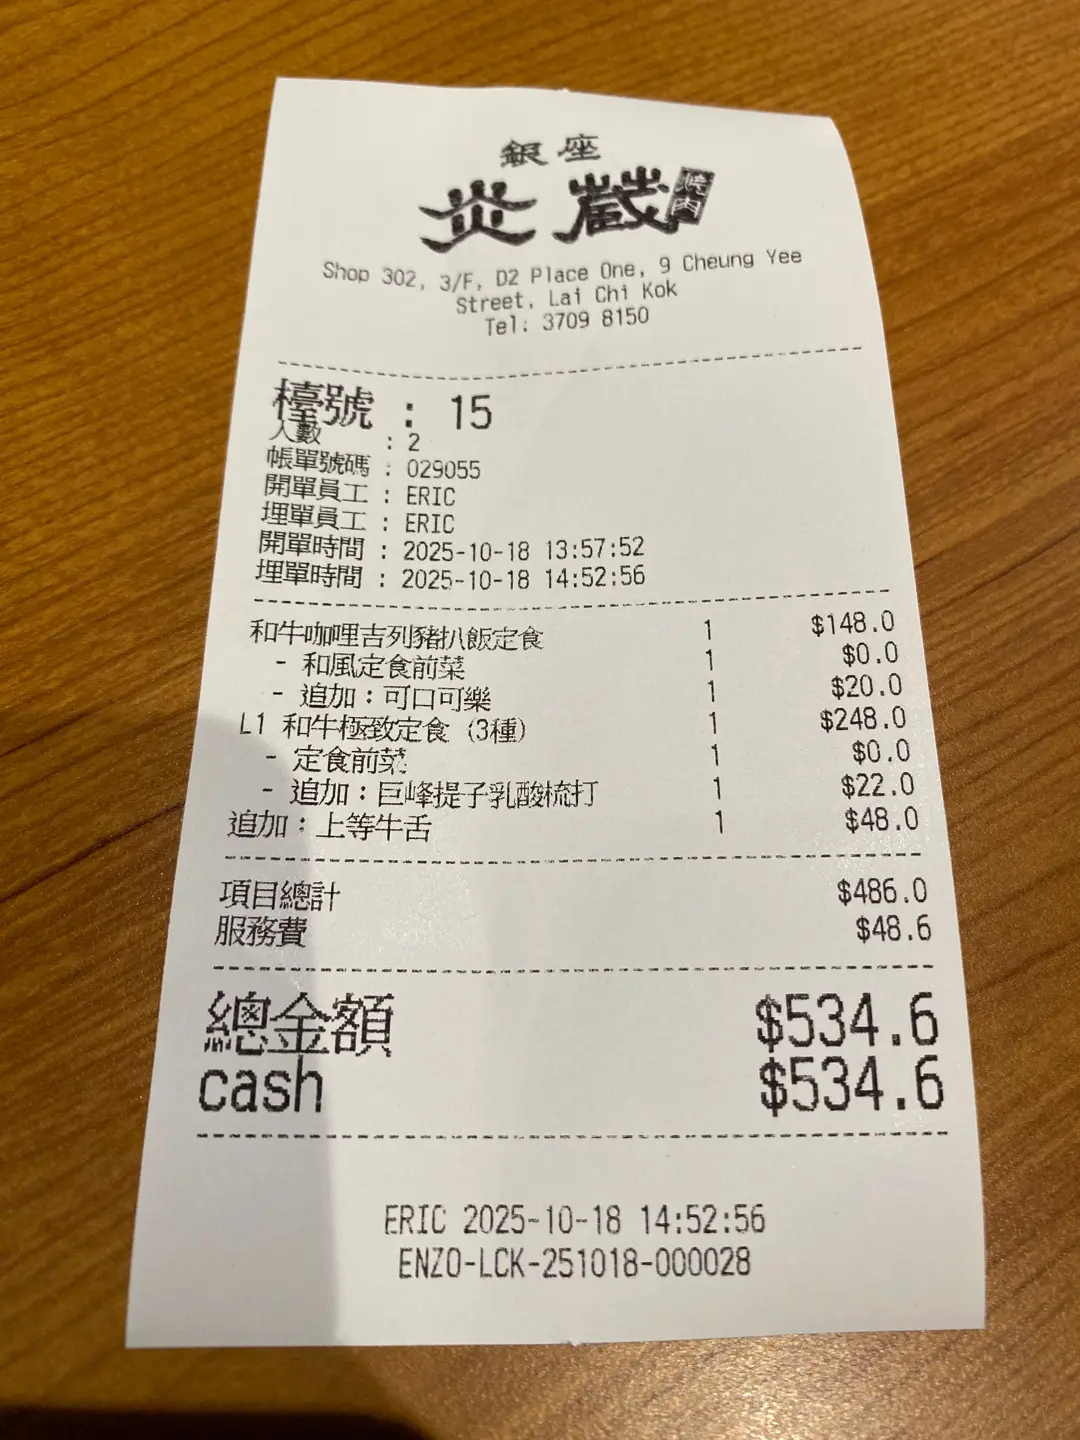 銀座
炎蔵 焼肉
Shop 302, 3/F, D2 Place One, 9 Cheung Yee
Street, Lai Chi Kok
Tel: 3709 8150
檯號 : 15
人數 : 2
帳單號碼 : 029055
開單員工 : ERIC
埋單員工 : ERIC
開單時間 : 2025-10-18 13:57:52
埋單時間 : 2025-10-18 14:52:56
和牛咖哩吉列豬扒飯定食 1 $148.0
- 和風定食前菜 1 $0.0
- 追加：可口可樂 1 $20.0
L1 和牛極致定食 (3種) 1 $248.0
- 定食前菜 1 $0.0
- 追加：巨峰提子乳酸梳打 1 $22.0
追加：上等牛舌 1 $48.0
項目總計 $486.0
服務費 $48.6
總金額 $534.6
cash $534.6
ERIC 2025-10-18 14:52:56
ENZO-LCK-251018-000028